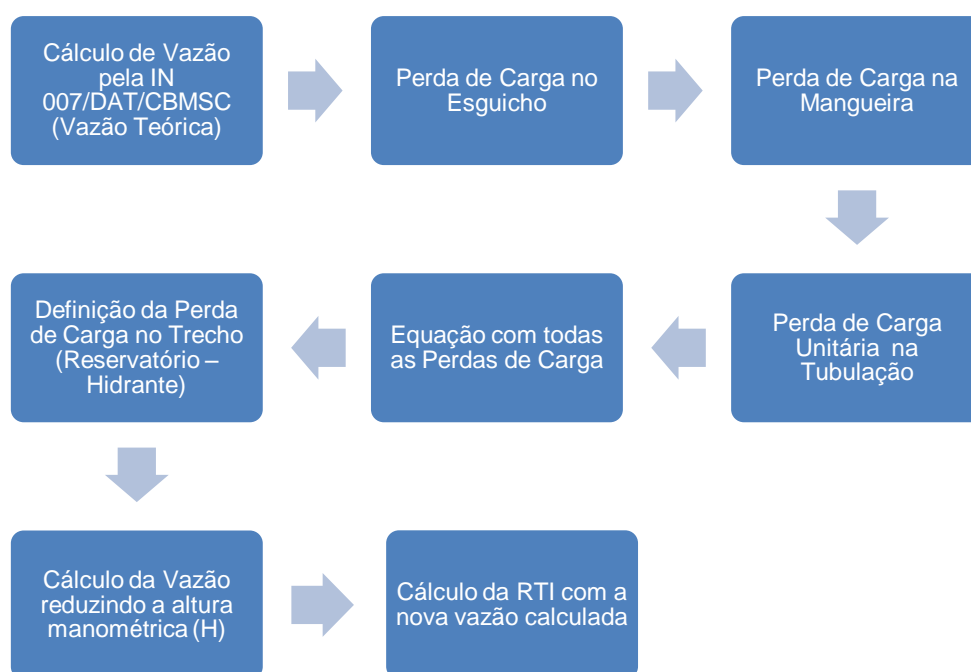 Cálculo de Vazão
pela IN
007/DAT/CBMSC
(Vazão Teórica)
Perda de Carga no
Esguicho
Perda de Carga na
Mangueira
Perda de Carga
Unitária na
Tubulação
Equação com todas
as Perdas de Carga
Definição da Perda
de Carga no Trecho
(Reservatório –
Hidrante)
Cálculo da Vazão
reduzindo a altura
manométrica (H)
Cálculo da RTI com a
nova vazão calculada